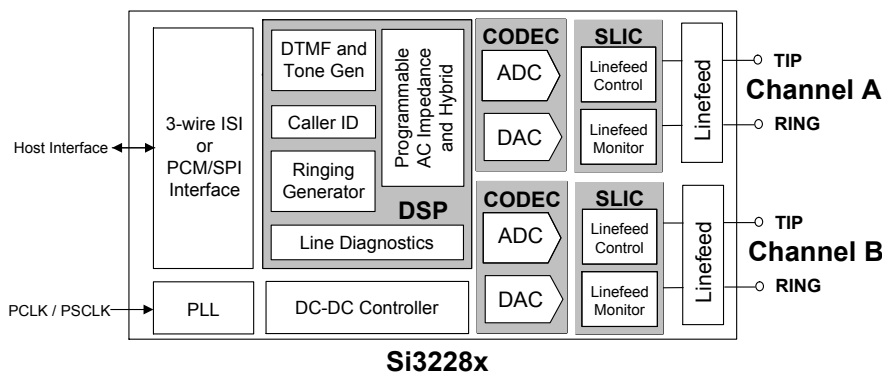 CODEC
SLIC
DTMF and
Tone Gen
Caller ID
Ringing
Generator
Programmable
AC Impedance
and Hybrid
DSP
Line Diagnostics
3-wire ISI
or
PCM/SPI
Interface
Host Interface
ADC
DAC
Linefeed
Control
Linefeed
Monitor
Linefeed
TIP
Channel A
RING
CODEC
SLIC
ADC
DAC
Linefeed
Control
Linefeed
Monitor
Linefeed
TIP
Channel B
RING
PCLK / PSCLK
PLL
DC-DC Controller
Si3228x